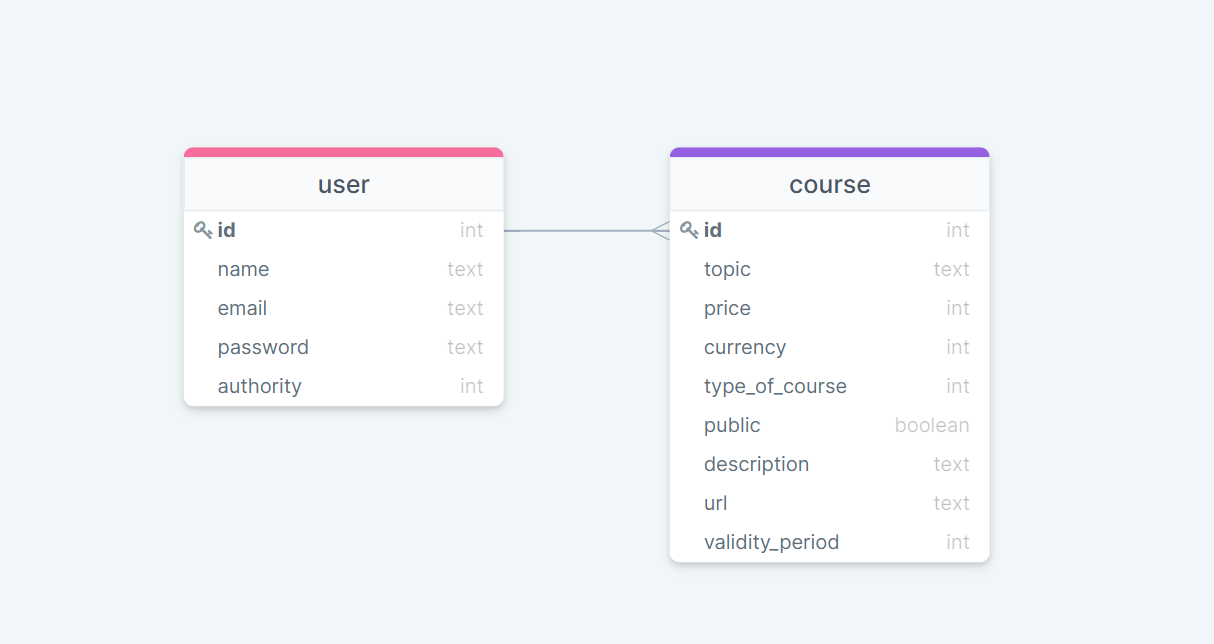 user
id int
name text
email text
password text
authority int
course
id int
topic text
price int
currency int
type_of_course int
public boolean
description text
url text
validity_period int